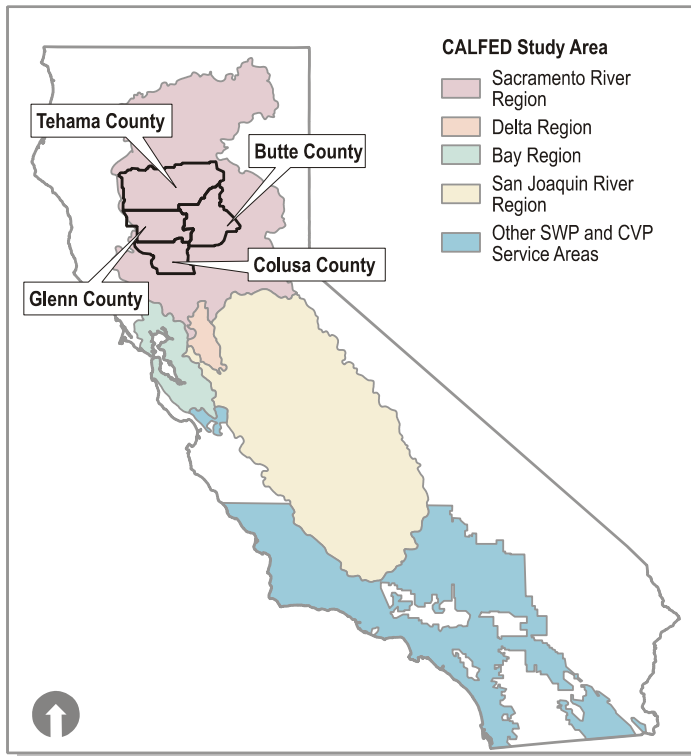 CALFED Study Area
Sacramento River
Region
Delta Region
Bay Region
San Joaquin River
Region
Other SWP and CVP
Service Areas
Tehama County
Butte County
Colusa County
Glenn County